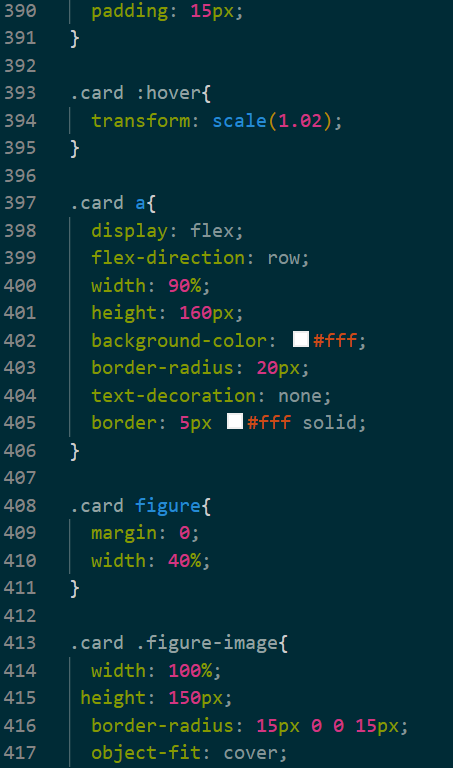 390 padding: 15px;
391 }
392
393 .card :hover{
394 transform: scale(1.02);
395 }
396
397 .card a{
398 display: flex;
399 flex-direction: row;
400 width: 90%;
401 height: 160px;
402 background-color: #fff;
403 border-radius: 20px;
404 text-decoration: none;
405 border: 5px #fff solid;
406 }
407
408 .card figure{
409 margin: 0;
410 width: 40%;
411 }
412
413 .card .figure-image{
414 width: 100%;
415 height: 150px;
416 border-radius: 15px 0 0 15px;
417 object-fit: cover;